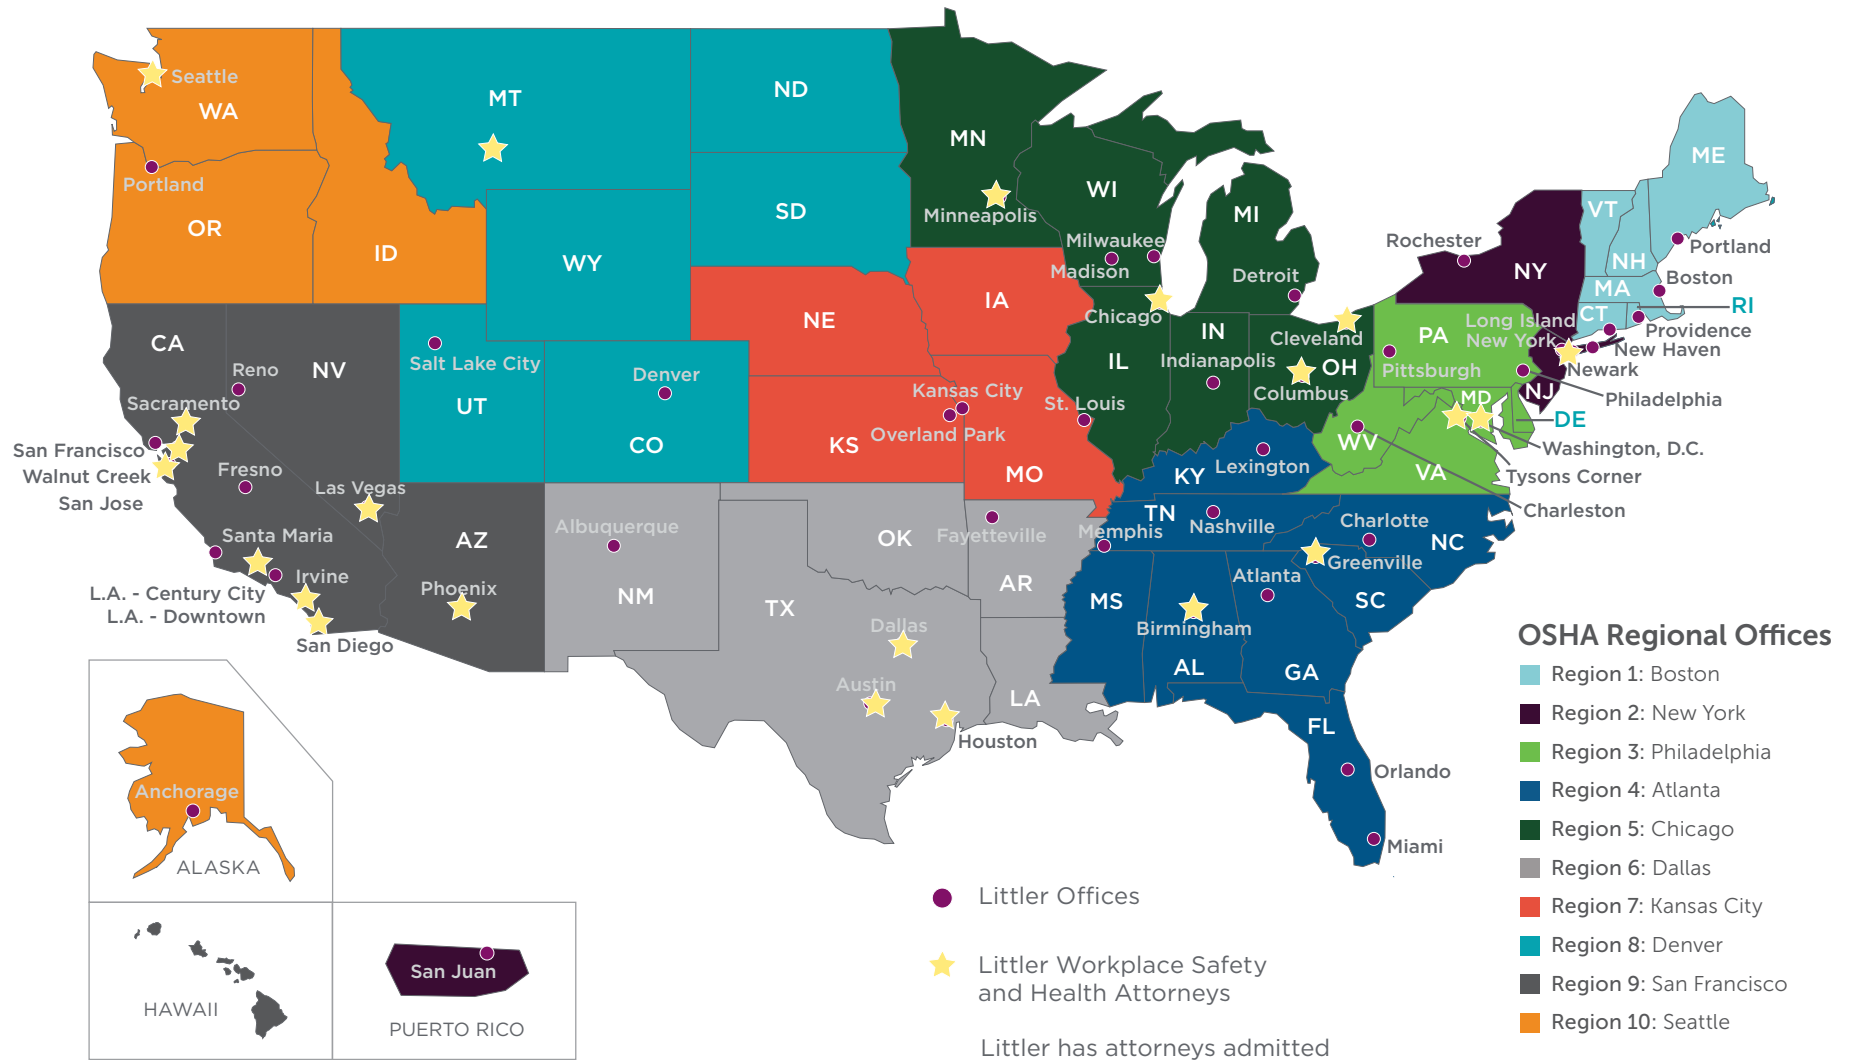 Seattle
WA
MT
ND
MN
ME
Portland
OR
ID
WY
SD
Minneapolis
WI
MI
Milwaukee
Madison
Detroit
Rochester
NY
VT
NH
Portland
MA
Boston
RI
CT
Providence
Long Island
New York
New Haven
Newark
CA
NV
Reno
Salt Lake City
UT
Denver
CO
NE
IA
Chicago
IL
IN
Indianapolis
Cleveland
OH
Columbus
PA
Pittsburgh
NJ
Philadelphia
MD
DE
Washington, D.C.
Tysons Corner
Charleston
WV
VA
Sacramento
San Francisco
Walnut Creek
San Jose
Fresno
Las Vegas
Kansas City
Overland Park
KS
St. Louis
MO
KY
Lexington
Santa Maria
Irvine
L.A. - Century City
L.A. - Downtown
San Diego
AZ
Phoenix
Albuquerque
NM
OK
Fayetteville
AR
TN
Memphis
Nashville
Charlotte
NC
Greenville
Atlanta
SC
TX
Dallas
Austin
Houston
LA
MS
Birmingham
AL
GA
FL
Orlando
Miami
Anchorage
ALASKA
HAWAII
San Juan
PUERTO RICO
Littler Offices
Littler Workplace Safety
and Health Attorneys
Littler has attorneys admitted
OSHA Regional Offices
Region 1: Boston
Region 2: New York
Region 3: Philadelphia
Region 4: Atlanta
Region 5: Chicago
Region 6: Dallas
Region 7: Kansas City
Region 8: Denver
Region 9: San Francisco
Region 10: Seattle